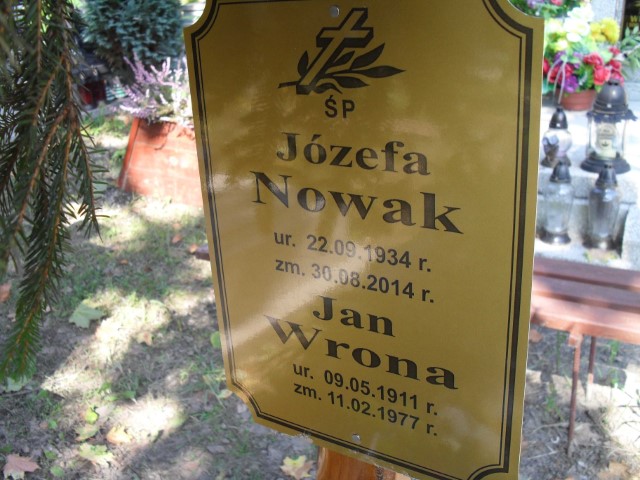 ŚP
Józefa
Nowak
ur. 22.09.1934 r.
zm. 30.08.2014 r.
Jan
Wrona
ur. 09.05.1911 r.
zm. 11.02.1977 r.